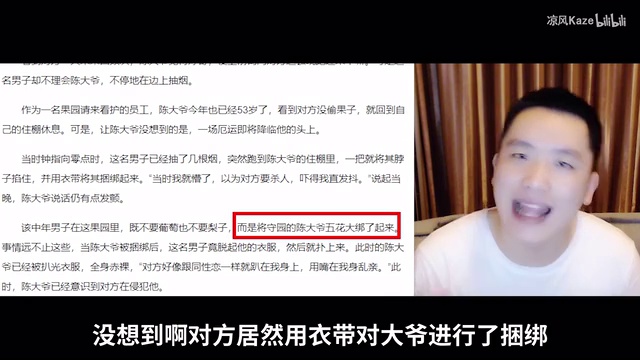 凉风Kaze bilibili
名男子却不理会陈大爷，不停地在边上抽烟。
作为一名果园请来看护的员工，陈大爷今年也已经53岁了，看到对方没偷果子，就回到自
己的住棚休息。可是，让陈大爷没想到的是，一场厄运即将降临他的头上。
当时钟指向零点时，这名男子已经抽了几根烟，突然跑到陈大爷的住棚里，一把就将其脖
子掐住，并用衣带将其捆绑起来。“当时我就懵了，以为对方要杀人，吓得我直发抖。”说起当
晚，陈大爷说话仍有点发颤。
该中年男子在这果园里，既不要葡萄也不要梨子，而是将守园的陈大爷五花大绑了起来。
事情远不止这些，当陈大爷被捆绑后，这名男子竟脱起他的衣服，然后就扑上来。此时的陈大
爷已经被扒光衣服，全身赤裸，“对方好像跟同性恋一样就趴在我身上，用嘴在我身乱亲。”此
时，陈大爷已经意识到对方在侵犯他。
没想到啊对方居然用衣带对大爷进行了捆绑